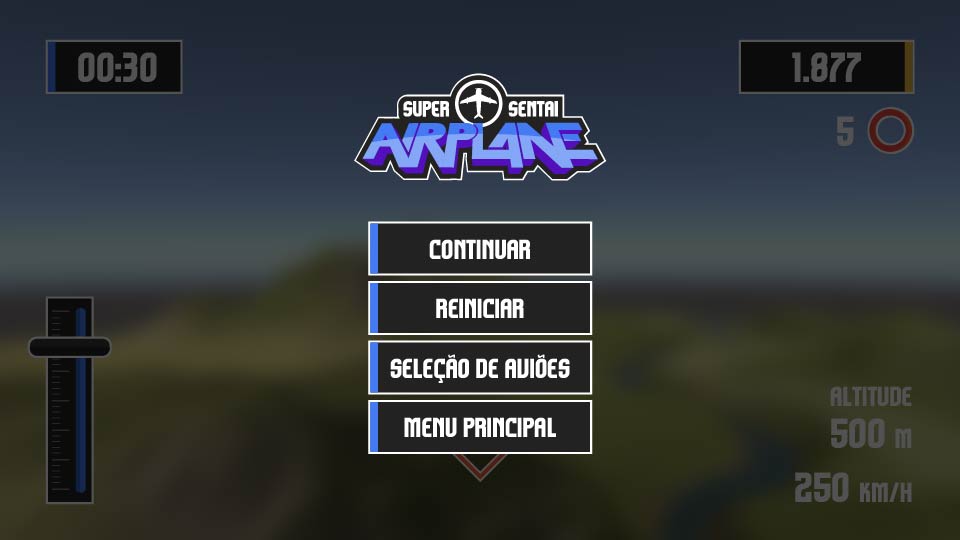 00:30
1.877
5
SUPER SENTAI
AIRPLANE
CONTINUAR
REINICIAR
SELEÇÃO DE AVIÕES
MENU PRINCIPAL
ALTITUDE
500 M
250 KM/H